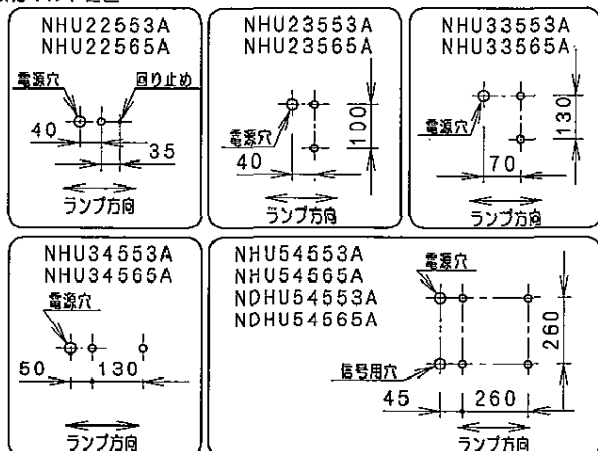 NHU22553A
NHU22565A
電源穴
回り止め
40
35
ランプ方向
NHU23553A
NHU23565A
電源穴
40
100
ランプ方向
NHU33553A
NHU33565A
電源穴
70
130
ランプ方向
NHU34553A
NHU34565A
電源穴
50
130
ランプ方向
NHU54553A
NHU54565A
NDHU54553A
NDHU54565A
電源穴
信号用穴
45
260
260
ランプ方向